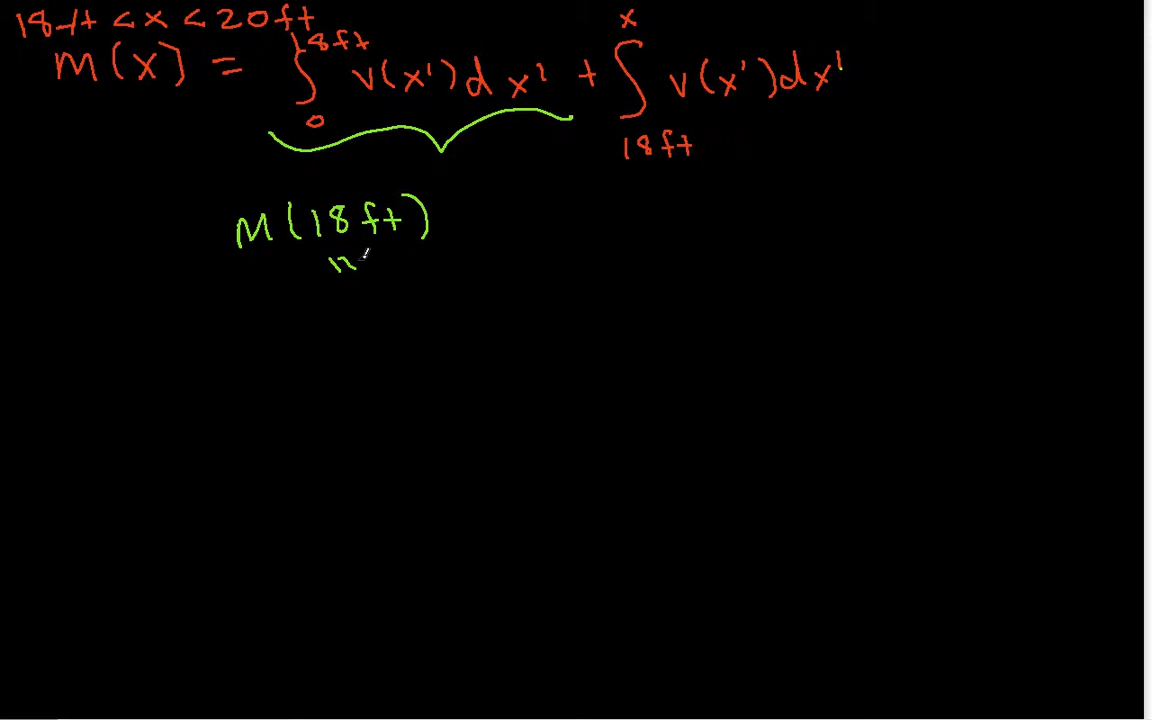 18ft < x < 20ft
M(x) = ∫₀^18ft v(x')dx' + ∫_18ft^x v(x')dx'
M(18ft)
"